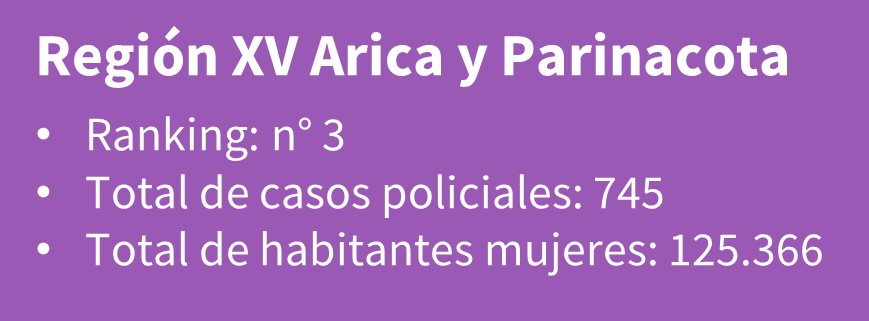 Región XV Arica y Parinacota
• Ranking: n° 3
• Total de casos policiales: 745
• Total de habitantes mujeres: 125.366